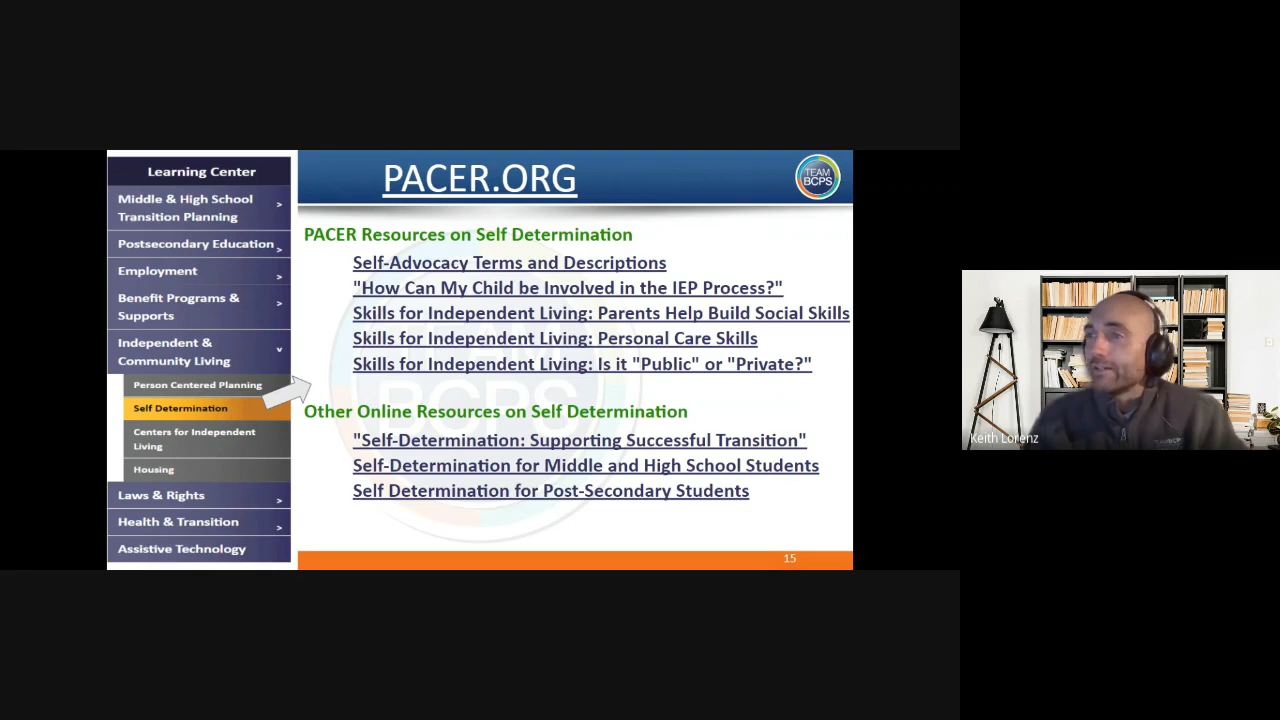 Learning Center
Middle & High School
Transition Planning >
Postsecondary Education >
Employment >
Benefit Programs &
Supports >
Independent &
Community Living v
Person Centered Planning
Self Determination
Centers for Independent
Living
Housing
Laws & Rights >
Health & Transition >
Assistive Technology
PACER.ORG
TEAM
BCPS
PACER Resources on Self Determination
Self-Advocacy Terms and Descriptions
"How Can My Child be Involved in the IEP Process?"
Skills for Independent Living: Parents Help Build Social Skills
Skills for Independent Living: Personal Care Skills
Skills for Independent Living: Is it "Public" or "Private?"
Other Online Resources on Self Determination
"Self-Determination: Supporting Successful Transition"
Self-Determination for Middle and High School Students
Self Determination for Post-Secondary Students
TEAM
BCPS
15
Keith Lorenz